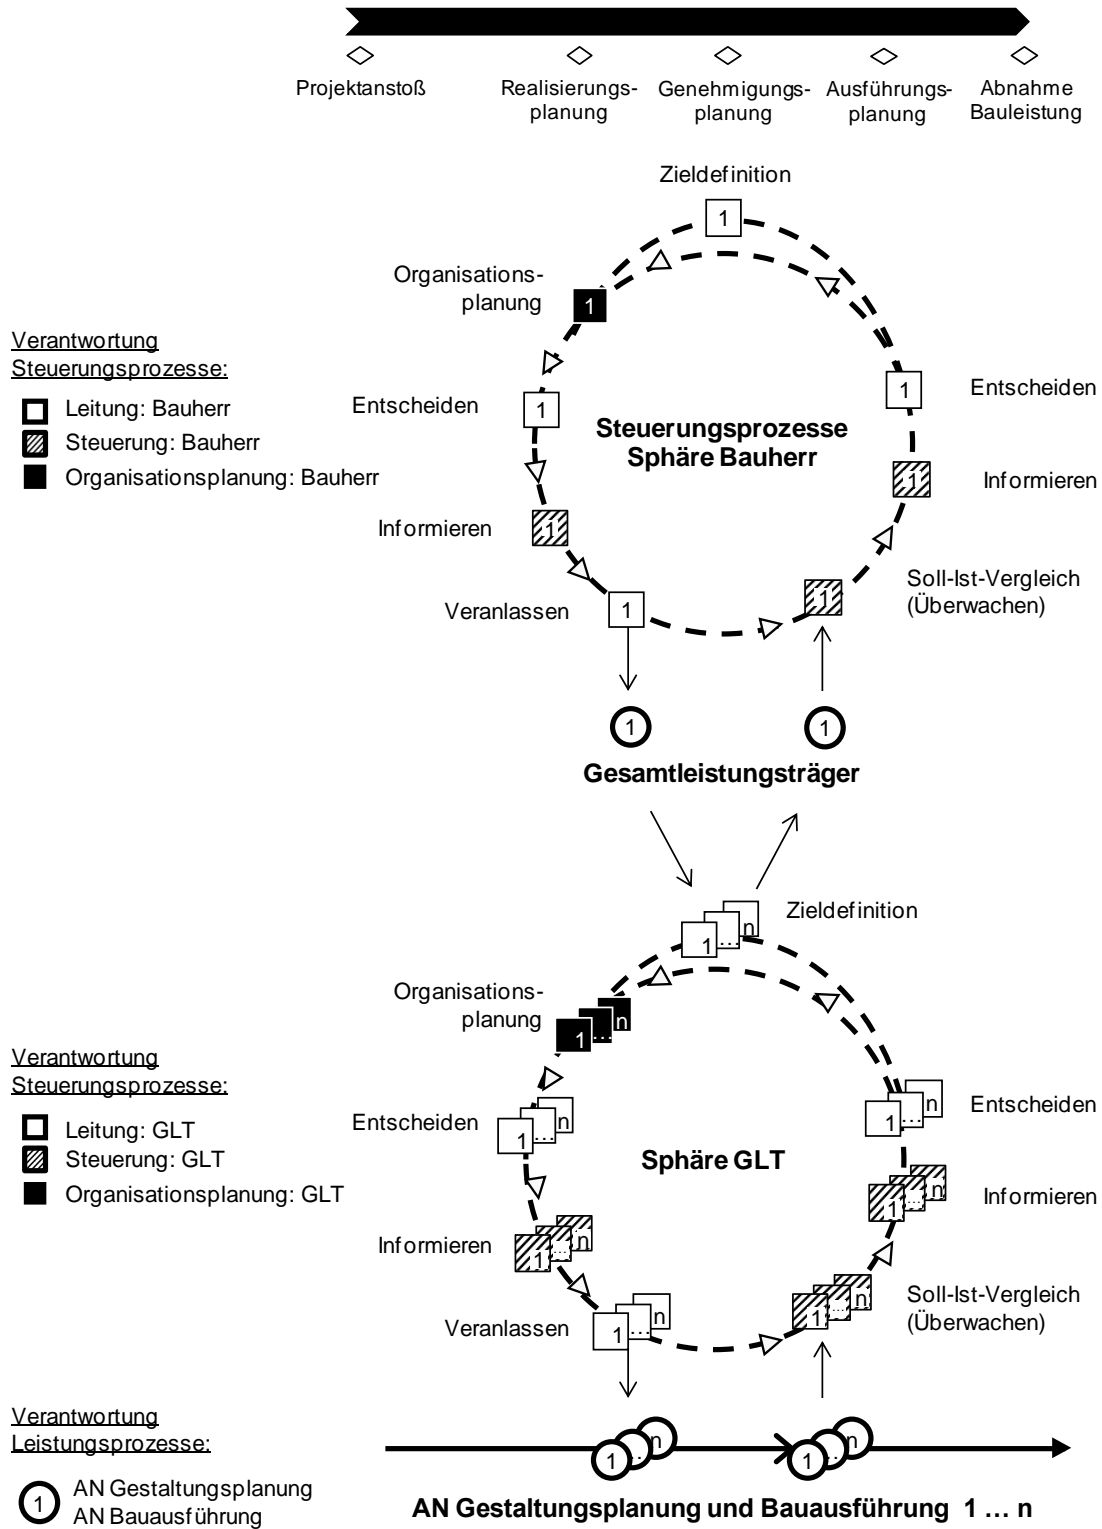 Projektanstoß
Realisierungs-
planung
Genehmigungs-
planung
Ausführungs-
planung
Abnahme
Bauleistung
Zieldefinition
1
Organisations-
planung
1
Verantwortung
Steuerungsprozesse:
Leitung: Bauherr
Steuerung: Bauherr
Organisationsplanung: Bauherr
Entscheiden
1
Steuerungsprozesse
Sphäre Bauherr
1
Entscheiden
Informieren
1
1
Informieren
Veranlassen
1
1
Soll-Ist-Vergleich
(Überwachen)
1
1
Gesamtleistungsträger
1 ... n
Zieldefinition
Organisations-
planung
1 ... n
Verantwortung
Steuerungsprozesse:
Leitung: GLT
Steuerung: GLT
Organisationsplanung: GLT
Entscheiden
1 ... n
Sphäre GLT
1 ... n
Entscheiden
Informieren
1 ... n
1 ... n
Informieren
Veranlassen
1 ... n
1 ... n
Soll-Ist-Vergleich
(Überwachen)
Verantwortung
Leistungsprozesse:
1
AN Gestaltungsplanung
AN Bauausführung
1 ... n
1 ... n
AN Gestaltungsplanung und Bauausführung 1 ... n